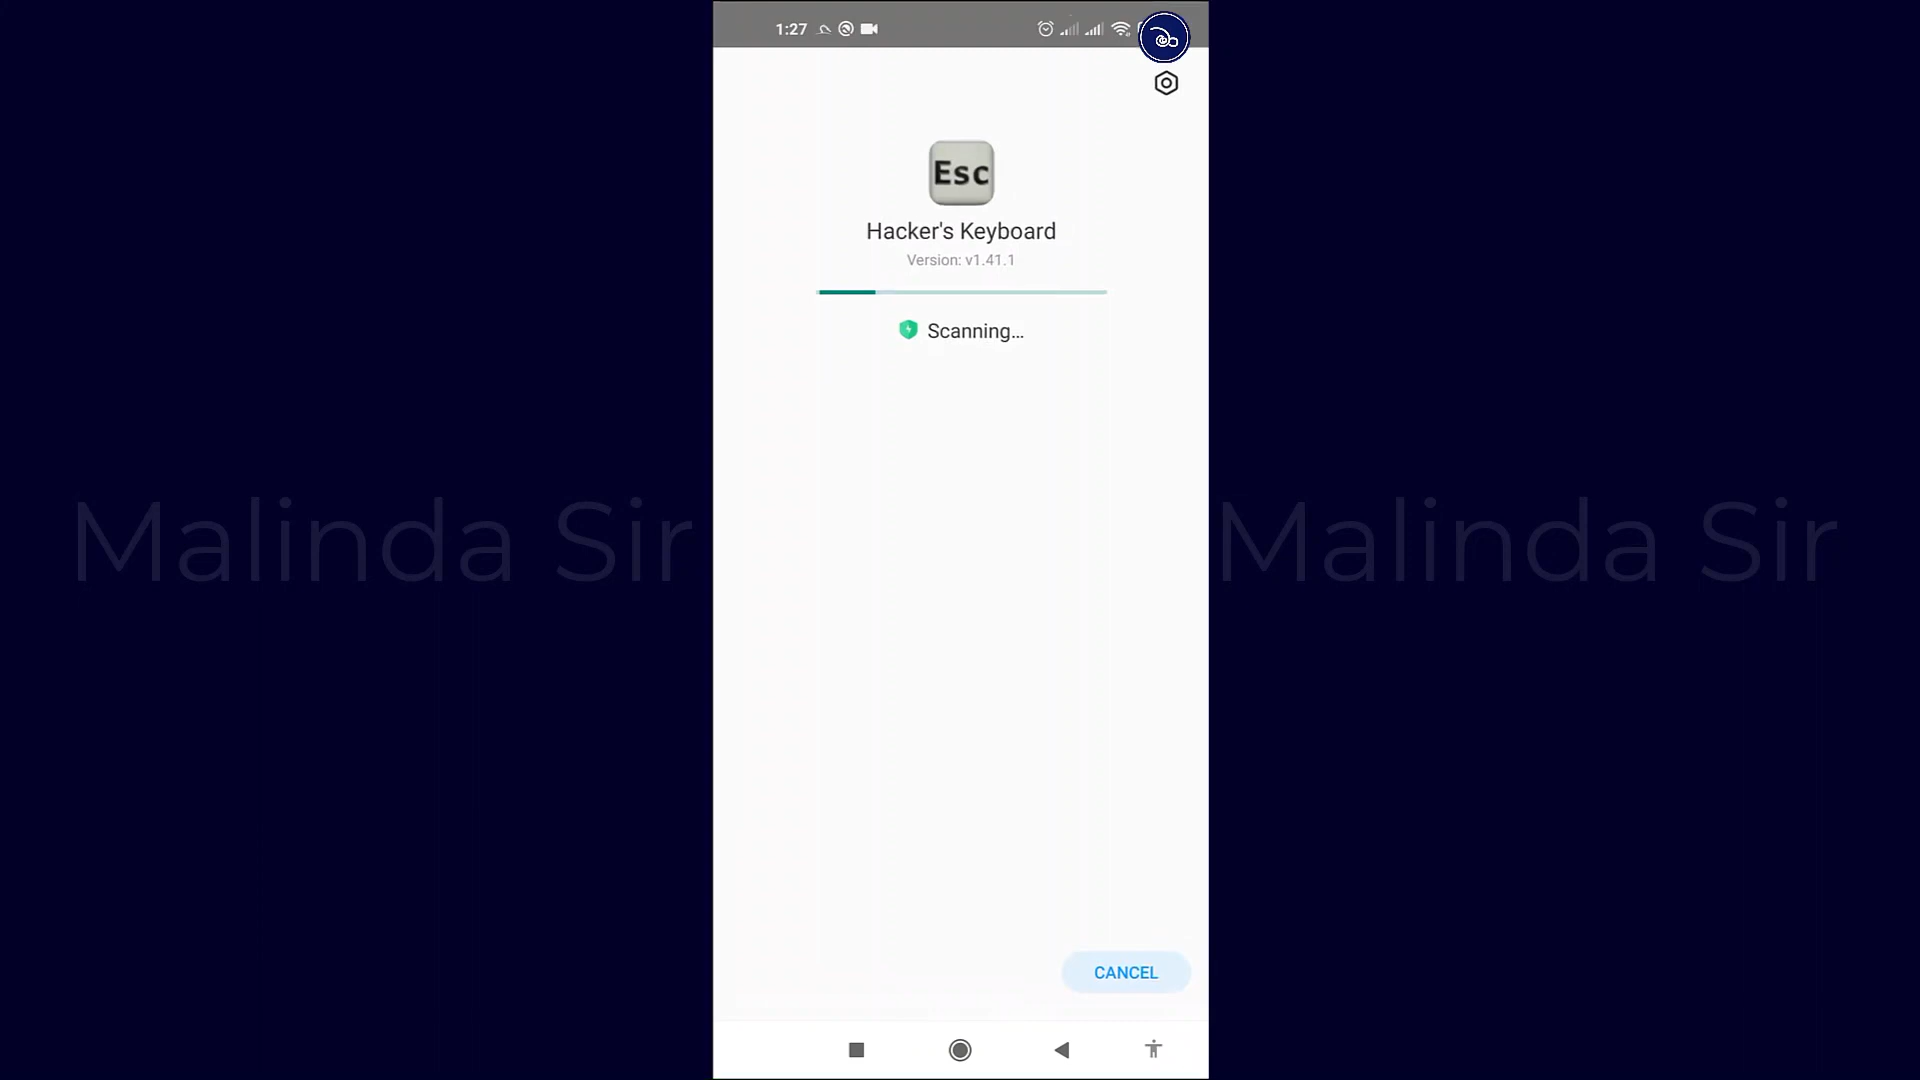 1:27
Esc
Hacker's Keyboard
Version: v1.41.1
Scanning...
Malinda Sir
Malinda Sir
CANCEL